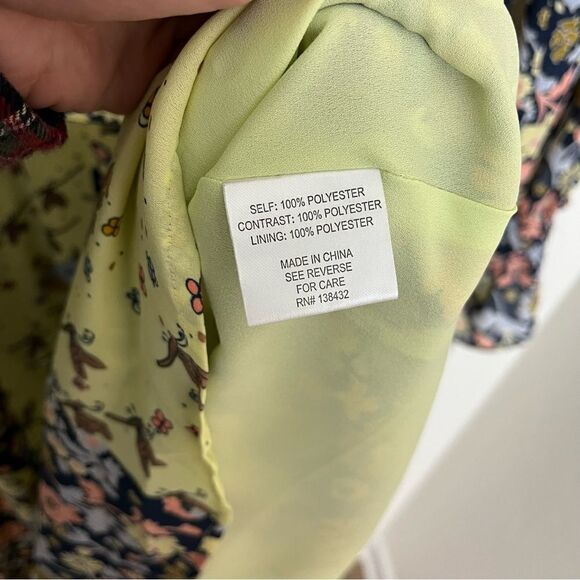 SELF: 100% POLYESTER
CONTRAST: 100% POLYESTER
LINING: 100% POLYESTER
MADE IN CHINA
SEE REVERSE
FOR CARE
RN# 138432